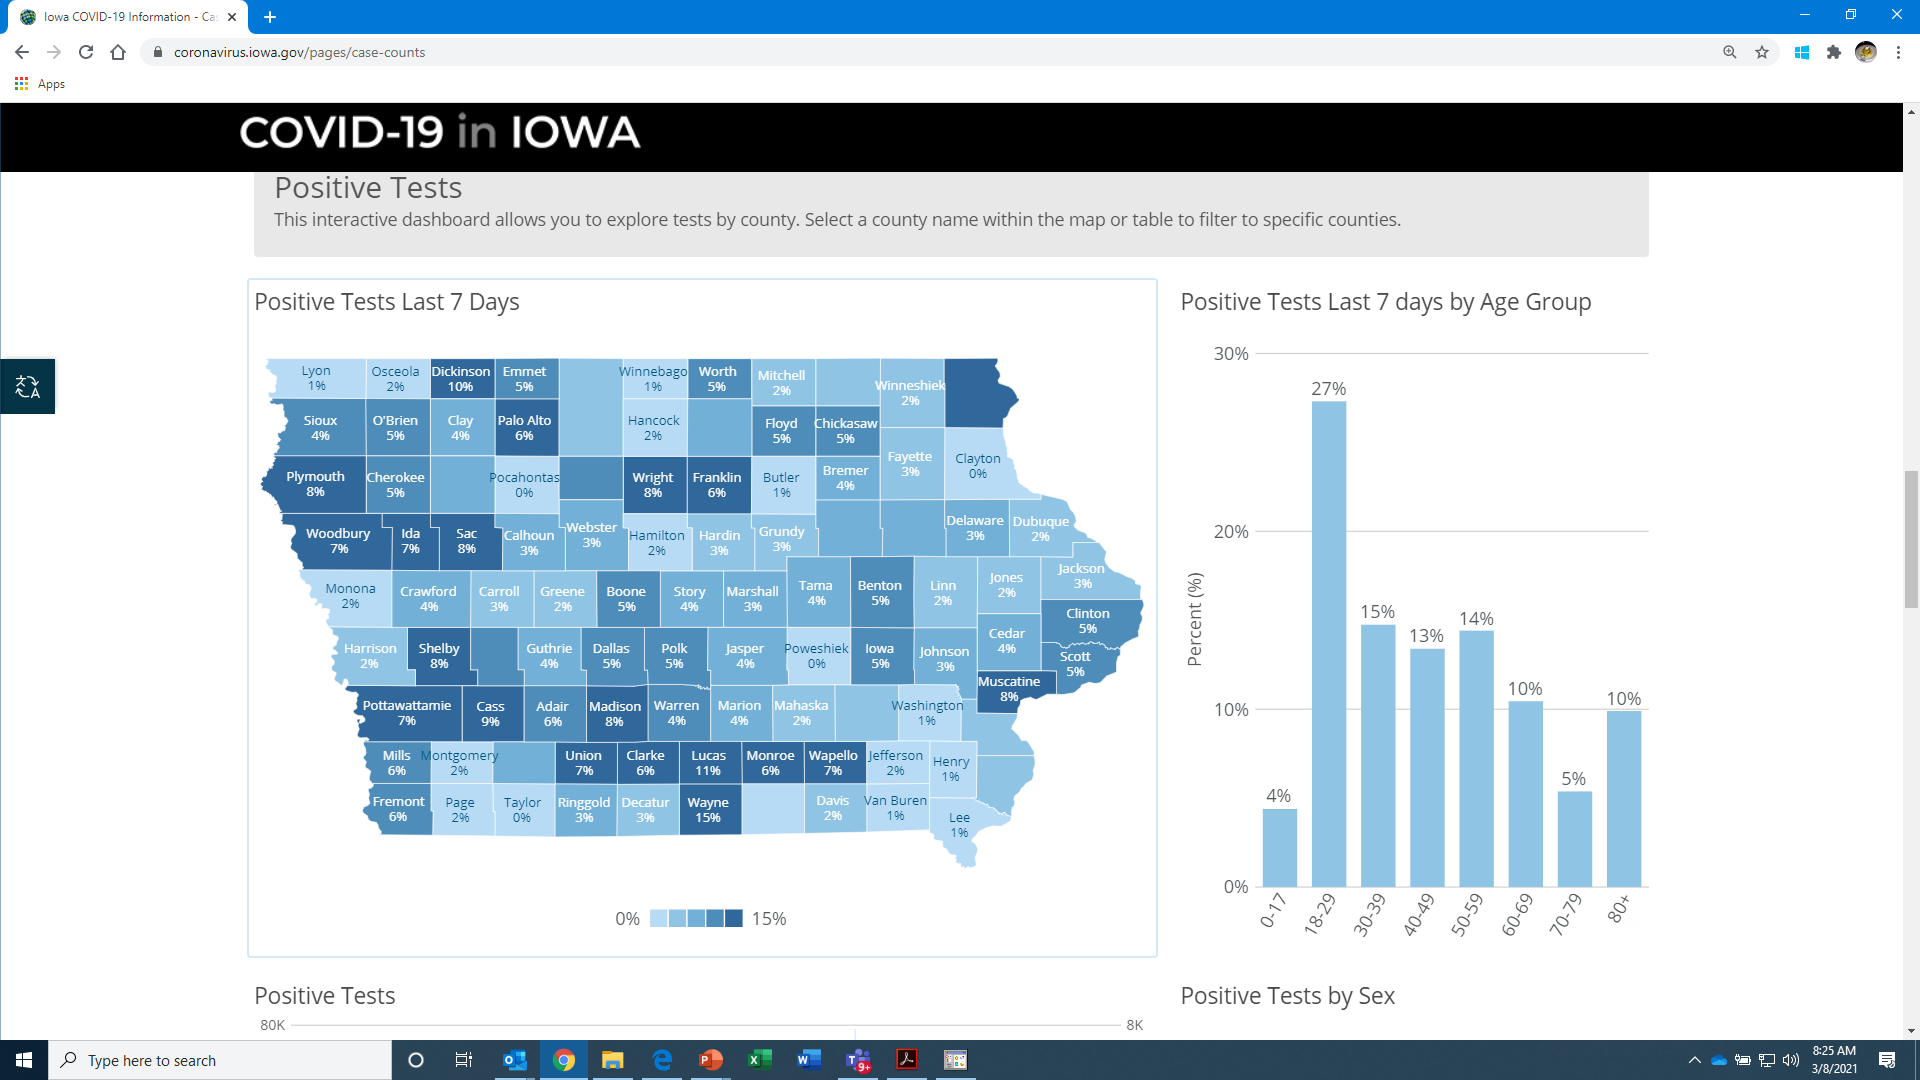 Iowa COVID-19 Information - Ca
coronavirus.iowa.gov/pages/case-counts
Apps
COVID-19 in IOWA
Positive Tests
This interactive dashboard allows you to explore tests by county. Select a county name within the map or table to filter to specific counties.
Positive Tests Last 7 Days
Lyon 1%
Osceola 2%
Dickinson 10%
Emmet 5%
Winnebago 1%
Worth 5%
Mitchell 2%
Winneshiek 2%
Sioux 4%
O'Brien 5%
Clay 4%
Palo Alto 6%
Hancock 2%
Floyd 5%
Chickasaw 5%
Fayette 3%
Clayton 0%
Plymouth 8%
Cherokee 5%
Pocahontas 0%
Wright 8%
Franklin 6%
Butler 1%
Bremer 4%
Woodbury 7%
Ida 7%
Sac 8%
Calhoun 3%
Webster 3%
Hamilton 2%
Hardin 3%
Grundy 3%
Delaware 3%
Dubuque 2%
Monona 2%
Crawford 4%
Carroll 3%
Greene 2%
Boone 5%
Story 4%
Marshall 3%
Tama 4%
Benton 5%
Linn 2%
Jones 2%
Jackson 3%
Clinton 5%
Harrison 2%
Shelby 8%
Guthrie 4%
Dallas 5%
Polk 5%
Jasper 4%
Poweshiek 0%
Iowa 5%
Johnson 3%
Cedar 4%
Scott 5%
Muscatine 8%
Pottawattamie 7%
Cass 9%
Adair 6%
Madison 8%
Warren 4%
Marion 4%
Mahaska 2%
Washington 1%
Mills 6%
Montgomery 2%
Union 7%
Clarke 6%
Lucas 11%
Monroe 6%
Wapello 7%
Jefferson 2%
Henry 1%
Fremont 6%
Page 2%
Taylor 0%
Ringgold 3%
Decatur 3%
Wayne 15%
Davis 2%
Van Buren 1%
Lee 1%
0% 15%
Positive Tests Last 7 days by Age Group
30%
20%
10%
0%
Percent (%)
4%
27%
15%
13%
14%
10%
5%
10%
0-17
18-29
30-39
40-49
50-59
60-69
70-79
80+
Positive Tests
80K 8K
Positive Tests by Sex
Type here to search
9+
8:25 AM
3/8/2021